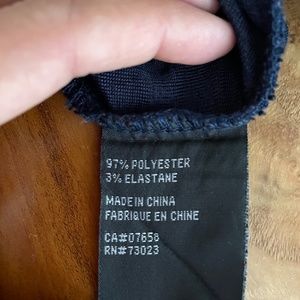 97% POLYESTER
3% ELASTANE
MADE IN CHINA
FABRIQUE EN CHINE
CA#07658
RN#73023